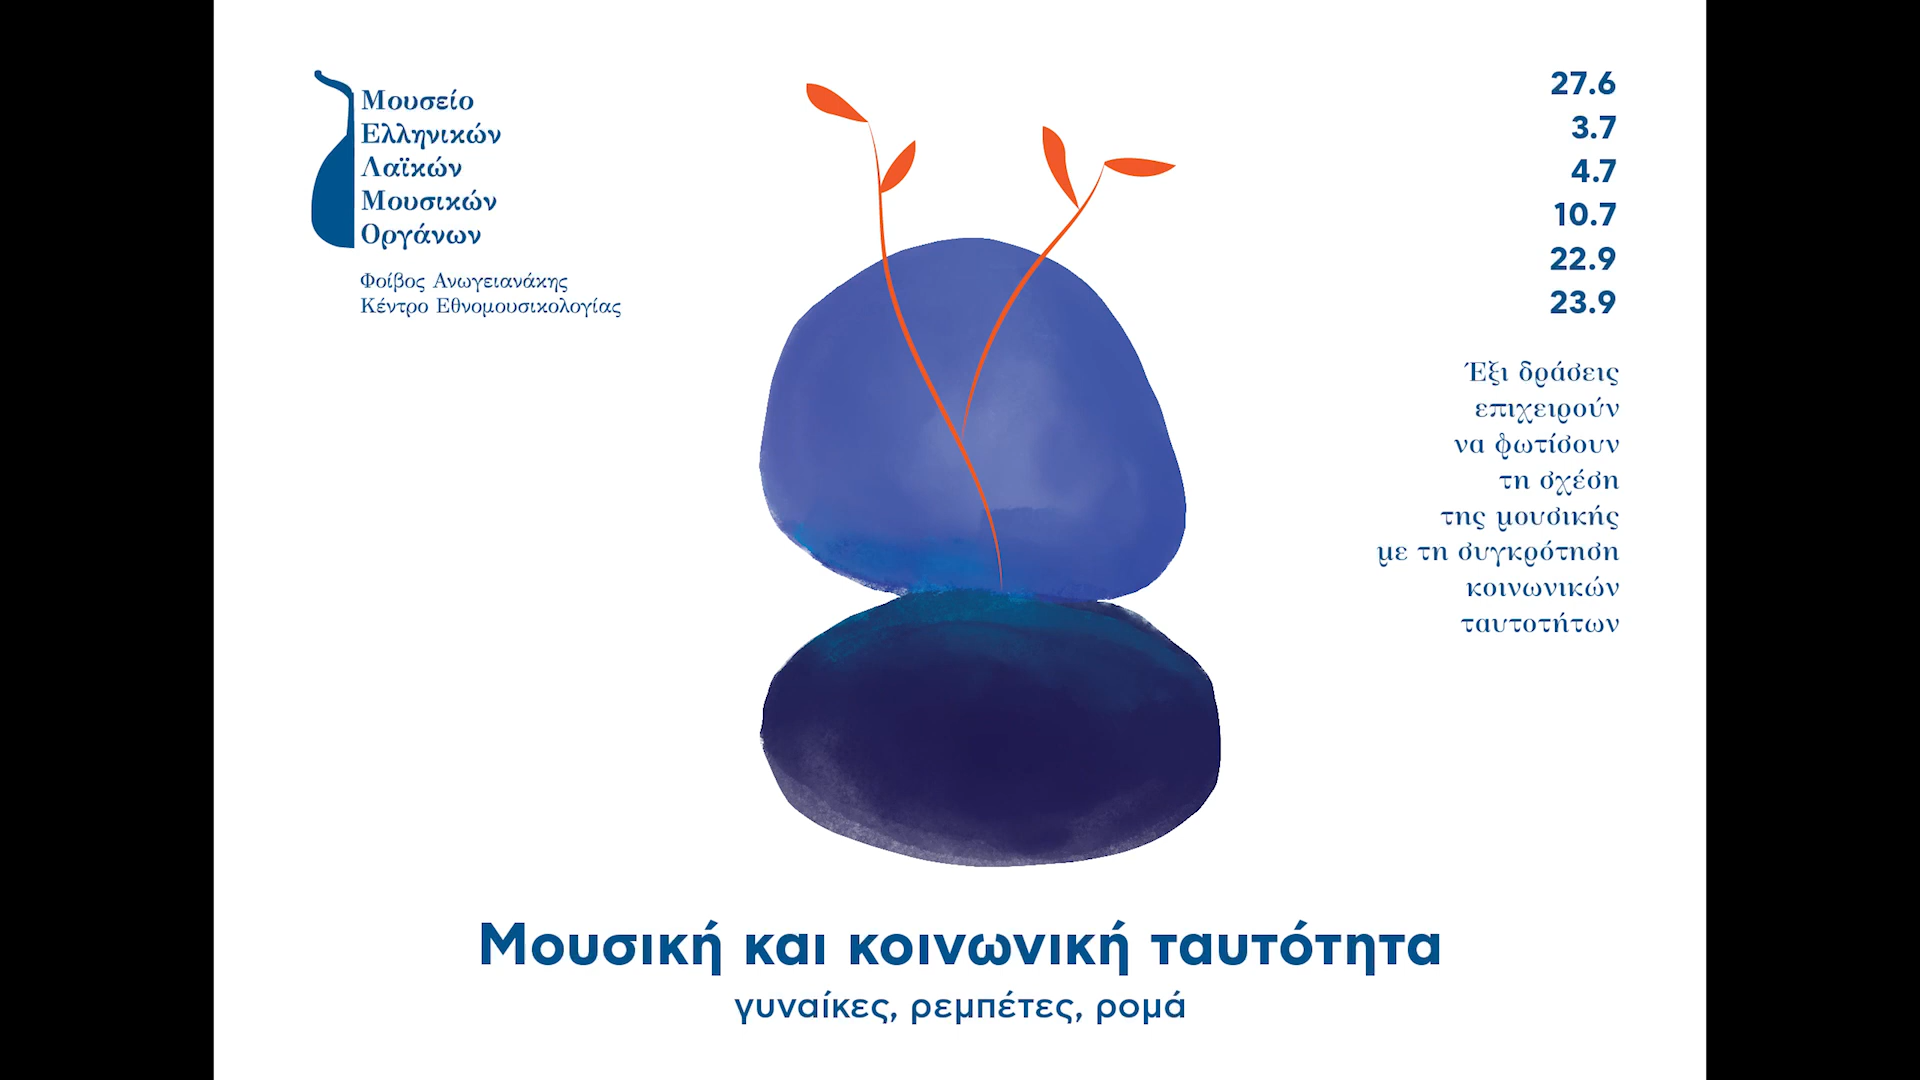 Μουσείο
Ελληνικών
Λαϊκών
Μουσικών
Οργάνων
Φοίβος Ανωγειανάκης
Κέντρο Εθνομουσικολογίας
27.6
3.7
4.7
10.7
22.9
23.9
Έξι δράσεις
επιχειρούν
να φωτίσουν
τη σχέση
της μουσικής
με τη συγκρότηση
κοινωνικών
ταυτοτήτων
Μουσική και κοινωνική ταυτότητα
γυναίκες, ρεμπέτες, ρομά